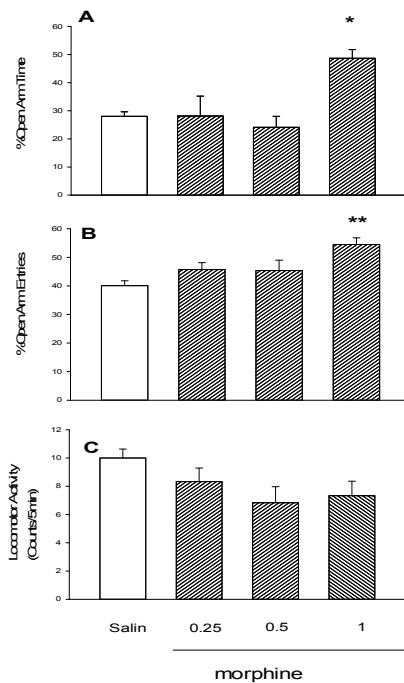 A
*
%Open Arm Time
60
50
40
30
20
10
0
B
**
%Open Arm Entries
60
50
40
30
20
10
0
C
Locomotor Activity
(Counts/5min)
12
10
8
6
4
2
0
Salin 0.25 0.5 1
morphine